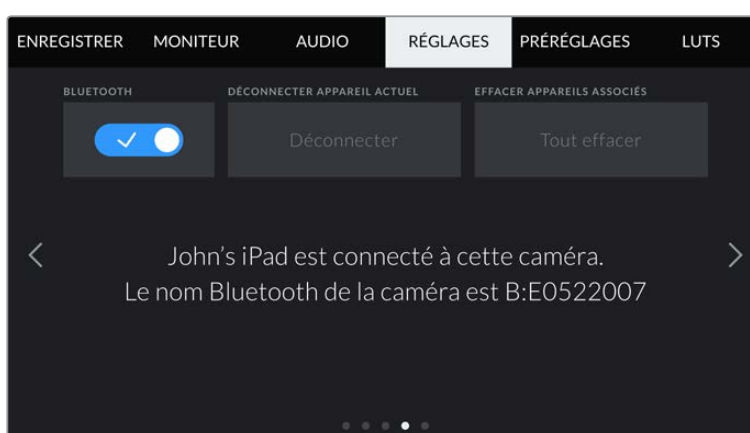 ENREGISTRER MONITEUR AUDIO RÉGLAGES PRÉRÉGLAGES LUTS
BLUETOOTH DÉCONNECTER APPAREIL ACTUEL EFFACER APPAREILS ASSOCIÉS
Déconnecter Tout effacer
John’s iPad est connecté à cette caméra.
Le nom Bluetooth de la caméra est B:E0522007